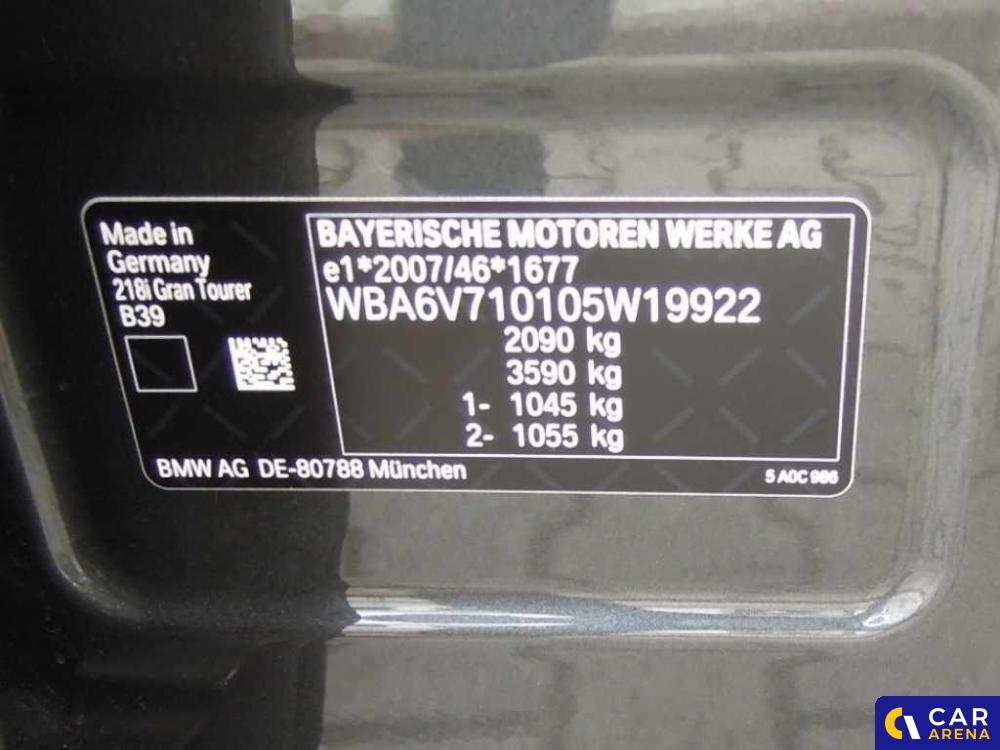 Made in
Germany
218i Gran Tourer
B39
BAYERISCHE MOTOREN WERKE AG
e1*2007/46*1677
WBA6V710105W19922
2090 kg
3590 kg
1- 1045 kg
2- 1055 kg
BMW AG DE-80788 München
5 A0C 986
CAR
ARENA